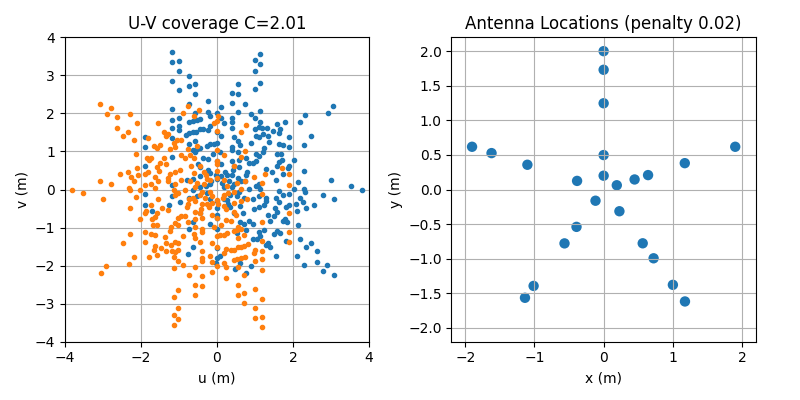 U-V coverage C=2.01
4
3
2
1
0
−1
−2
−3
−4
v (m)
−4 −2 0 2 4
u (m)
Antenna Locations (penalty 0.02)
2.0
1.5
1.0
0.5
0.0
−0.5
−1.0
−1.5
−2.0
y (m)
−2 −1 0 1 2
x (m)